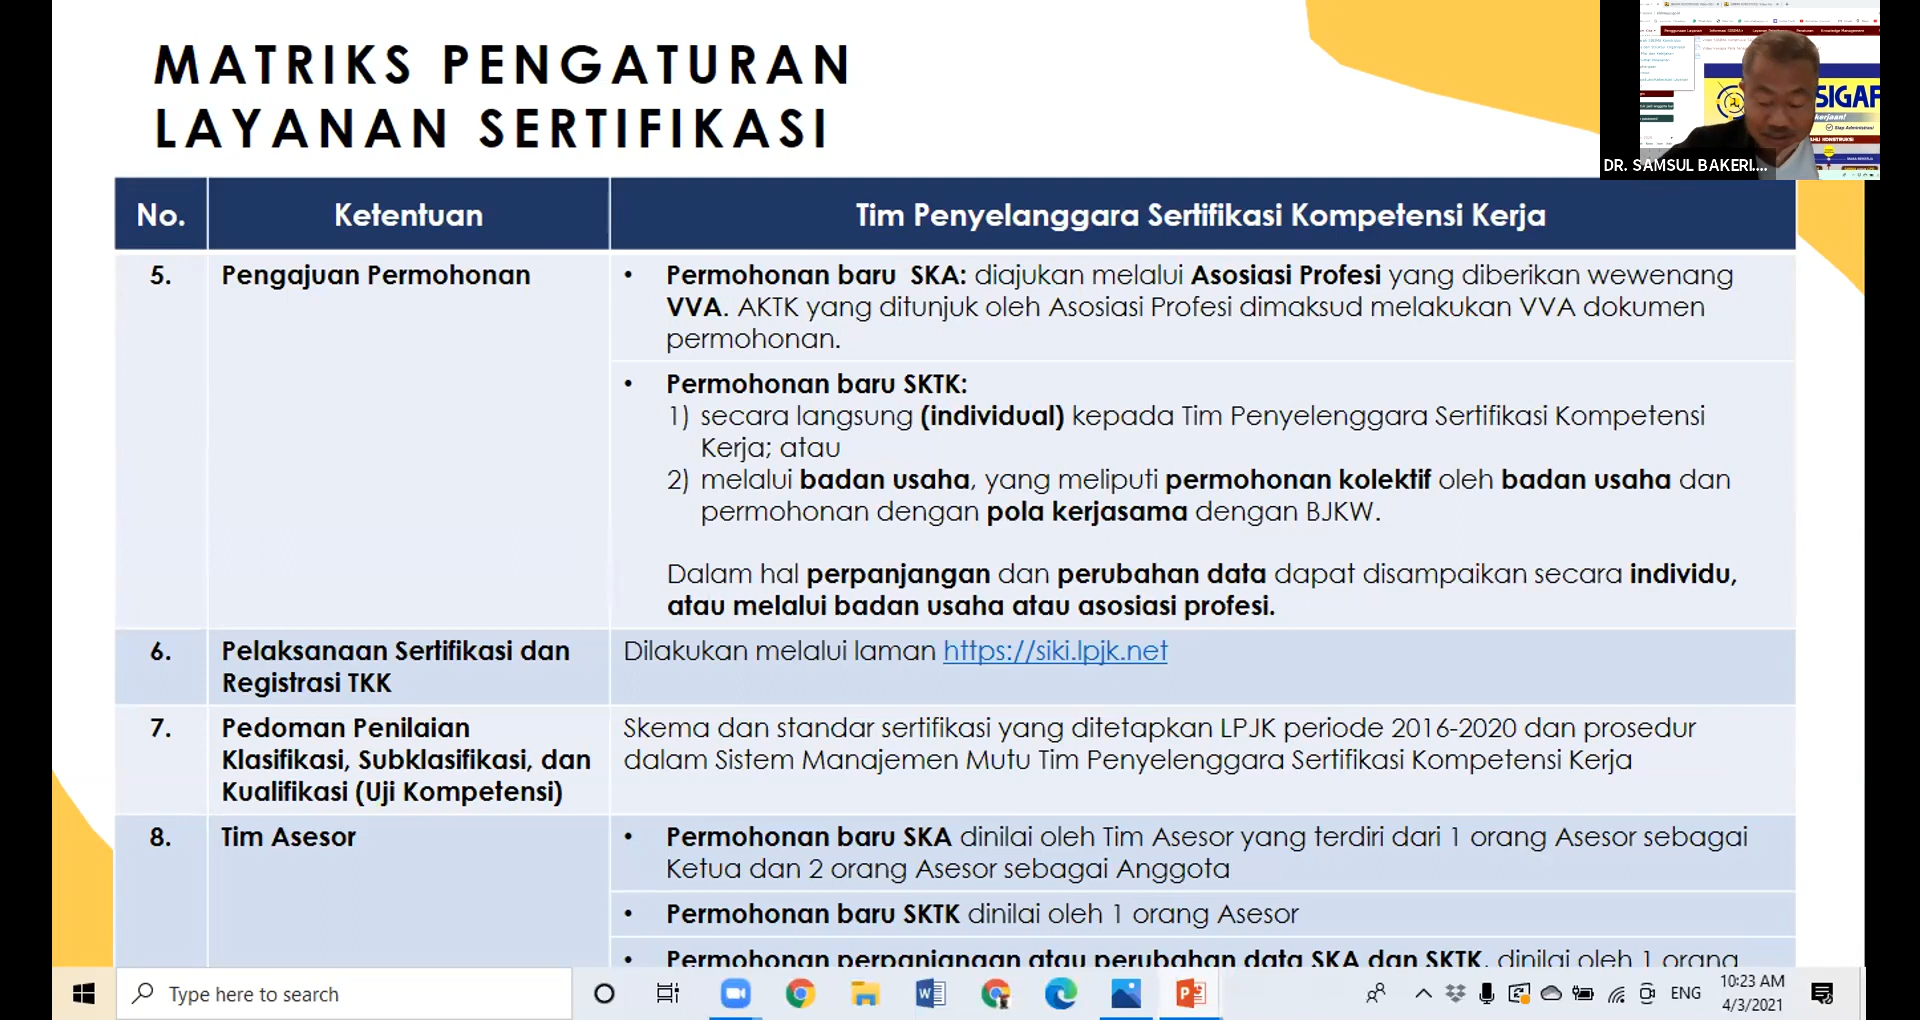 MATRIKS PENGATURAN
LAYANAN SERTIFIKASI
SIGAP
kerjaan!
Siap Administrasi
DR. SAMSUL BAKERI....
No.
Ketentuan
Tim Penyelanggara Sertifikasi Kompetensi Kerja
5.
Pengajuan Permohonan
• Permohonan baru SKA: diajukan melalui Asosiasi Profesi yang diberikan wewenang
VVA. AKTK yang ditunjuk oleh Asosiasi Profesi dimaksud melakukan VVA dokumen
permohonan.
• Permohonan baru SKTK:
1) secara langsung (individual) kepada Tim Penyelenggara Sertifikasi Kompetensi
Kerja; atau
2) melalui badan usaha, yang meliputi permohonan kolektif oleh badan usaha dan
permohonan dengan pola kerjasama dengan BJKW.
Dalam hal perpanjangan dan perubahan data dapat disampaikan secara individu,
atau melalui badan usaha atau asosiasi profesi.
6.
Pelaksanaan Sertifikasi dan
Registrasi TKK
Dilakukan melalui laman https://siki.lpjk.net
7.
Pedoman Penilaian
Klasifikasi, Subklasifikasi, dan
Kualifikasi (Uji Kompetensi)
Skema dan standar sertifikasi yang ditetapkan LPJK periode 2016-2020 dan prosedur
dalam Sistem Manajemen Mutu Tim Penyelenggara Sertifikasi Kompetensi Kerja
8.
Tim Asesor
• Permohonan baru SKA dinilai oleh Tim Asesor yang terdiri dari 1 orang Asesor sebagai
Ketua dan 2 orang Asesor sebagai Anggota
• Permohonan baru SKTK dinilai oleh 1 orang Asesor
• Permohonan perpanjangan atau perubahan data SKA dan SKTK, dinilai oleh 1 orang
Type here to search
ENG
10:23 AM
4/3/2021